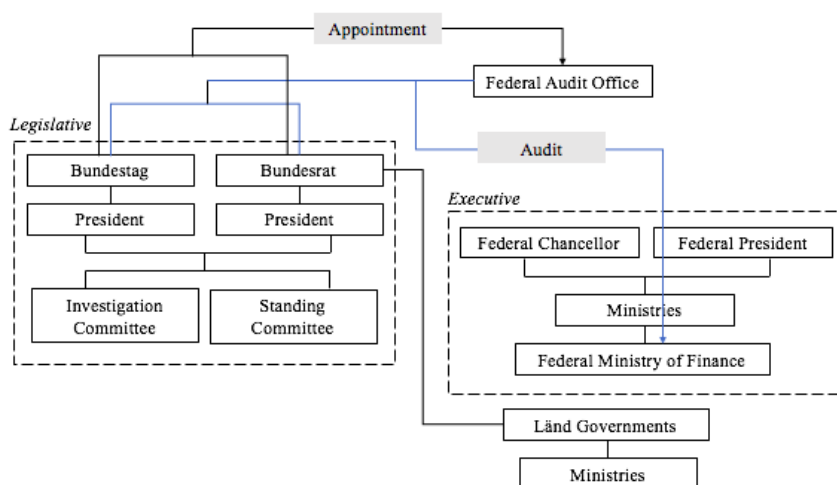 Appointment
Federal Audit Office
Legislative
Audit
Bundestag
Bundesrat
Executive
President
President
Federal Chancellor
Federal President
Investigation
Committee
Standing
Committee
Ministries
Federal Ministry of Finance
Länd Governments
Ministries